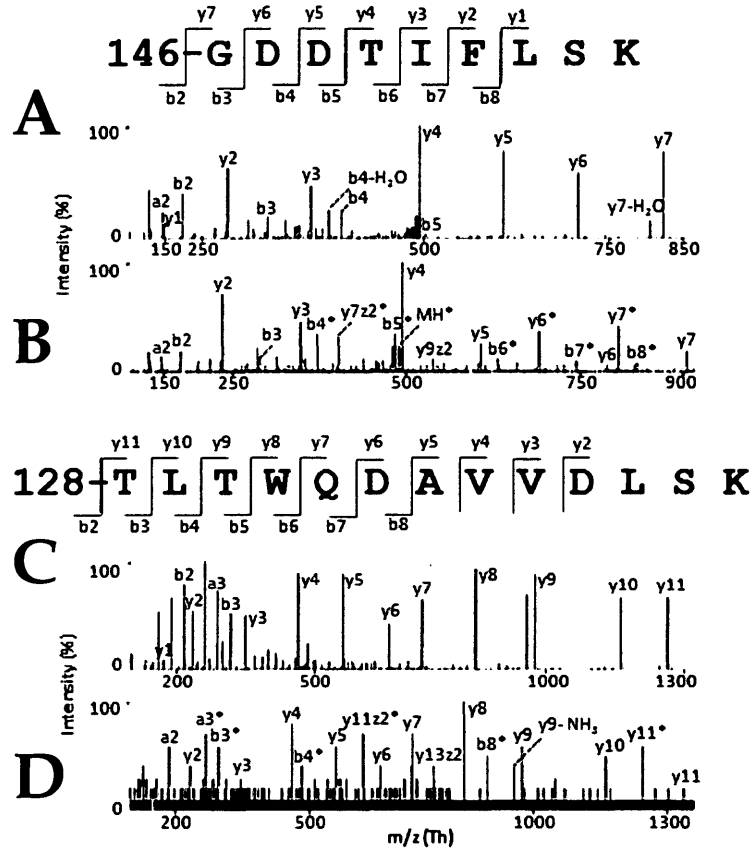 y7 y6 y5 y4 y3 y2 y1
146-GDDTIFLSK
b2 b3 b4 b5 b6 b7 b8
A
Intensity (%)
100
0
a2 y1 b2 y2 b3 y3 b4-H₂O b4 y4 b5 y5 y6 y7-H₂O y7
150 250 500 750 850
B
100
0
a2 b2 y2 b3 y3 b4* y7z2* b5* y4 MH* y9z2 y5 b6* y6* b7* y6 y7* b8* y7
150 250 500 750 900
y11 y10 y9 y8 y7 y6 y5 y4 y3 y2
128-TLTWQDAVVDLSK
b2 b3 b4 b5 b6 b7 b8
C
Intensity (%)
100
0
y1 b2 y2 a3 b3 y3 y4 y5 y6 y7 y8 y9 y10 y11
200 500 1000 1300
D
100
0
a2 y2 a3* b3* y3 y4 b4* y5 y11z2* y6 y7 y13z2 y8 b8* y9 y9-NH₃ y10 y11* y11
200 500 1000 1300
m/z (Th)